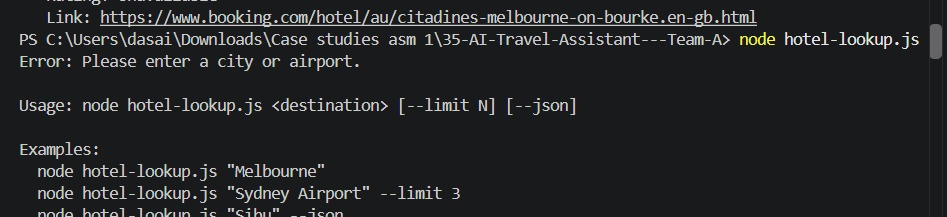 Link: https://www.booking.com/hotel/au/citadines-melbourne-on-bourke.en-gb.html
PS C:\Users\dasai\Downloads\Case studies asm 1\35-AI-Travel-Assistant---Team-A> node hotel-lookup.js
Error: Please enter a city or airport.
Usage: node hotel-lookup.js <destination> [--limit N] [--json]
Examples:
node hotel-lookup.js "Melbourne"
node hotel-lookup.js "Sydney Airport" --limit 3
node hotel-lookup.js "Sibu" --json